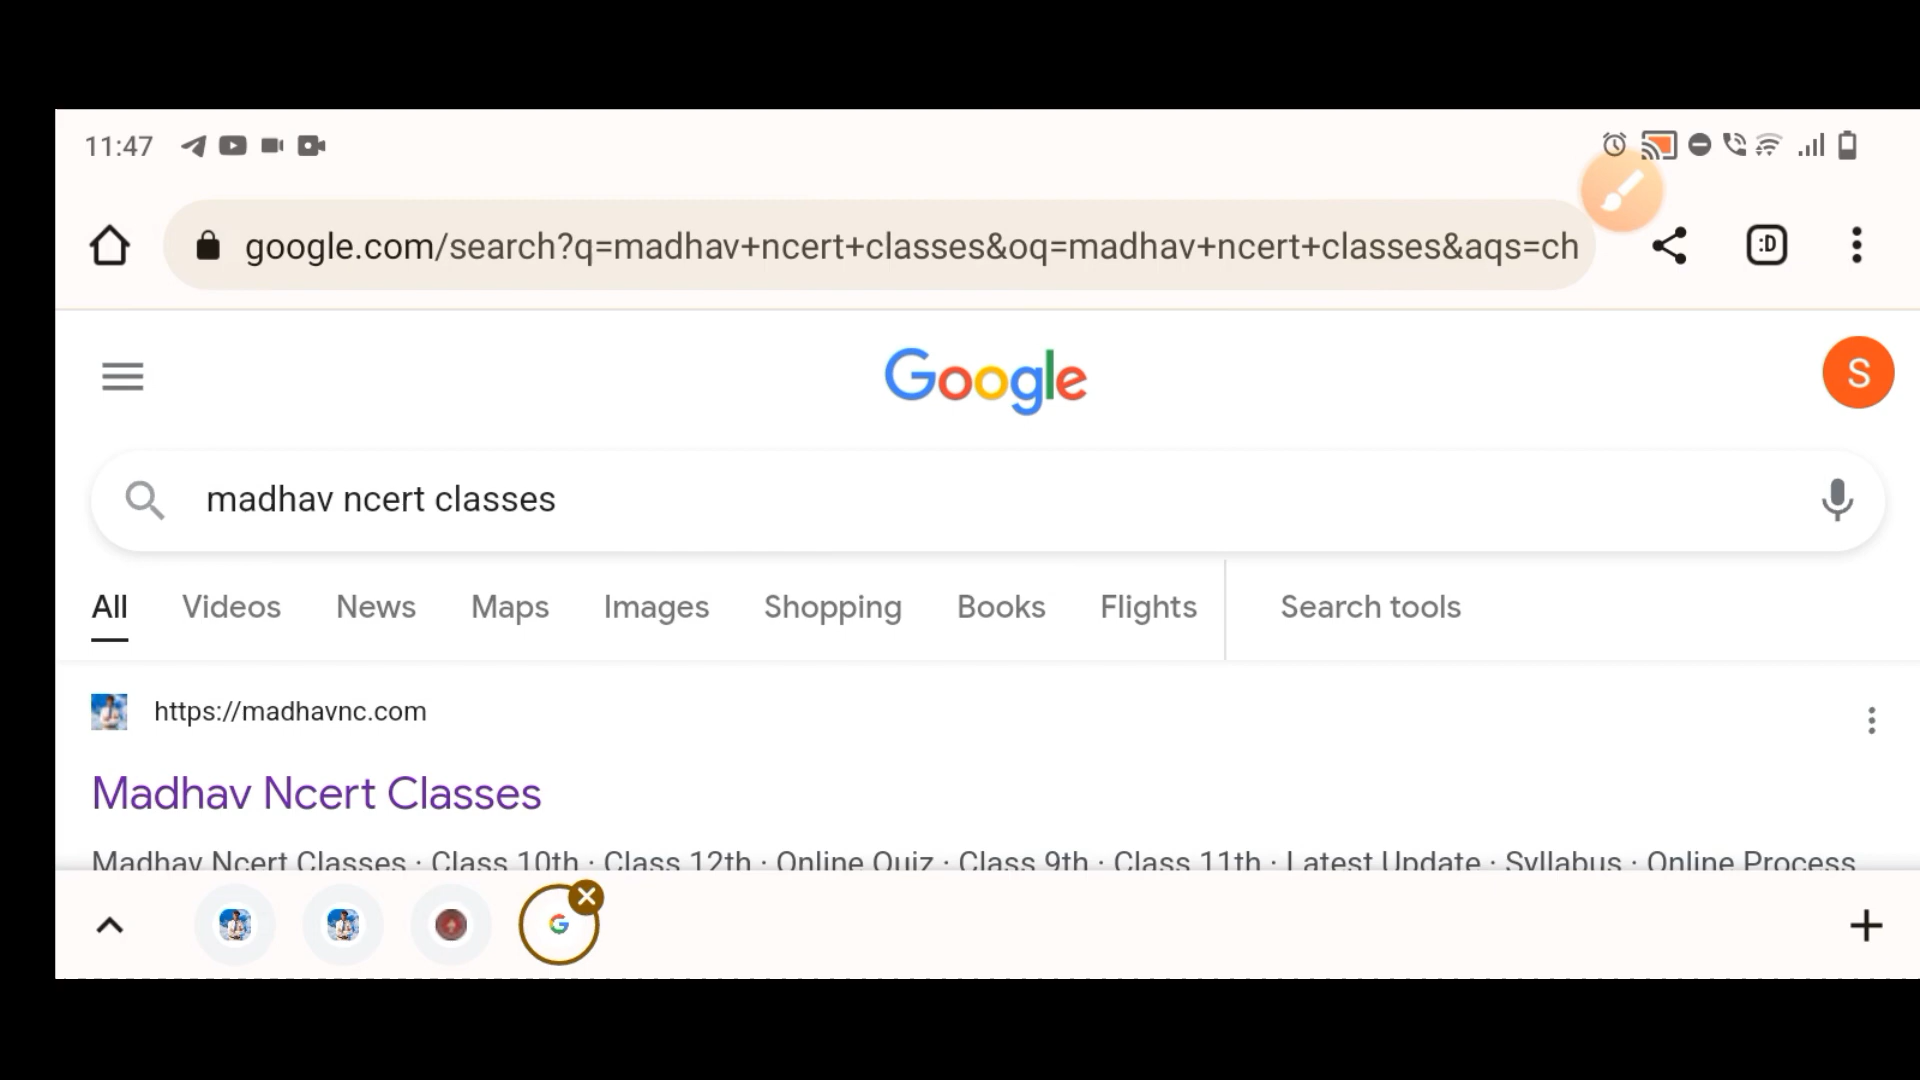 11:47
google.com/search?q=madhav+ncert+classes&oq=madhav+ncert+classes&aqs=ch
:D
Google
S
madhav ncert classes
All Videos News Maps Images Shopping Books Flights Search tools
https://madhavnc.com
Madhav Ncert Classes
Madhav Ncert Classes · Class 10th · Class 12th · Online Quiz · Class 9th · Class 11th · Latest Update · Syllabus · Online Process